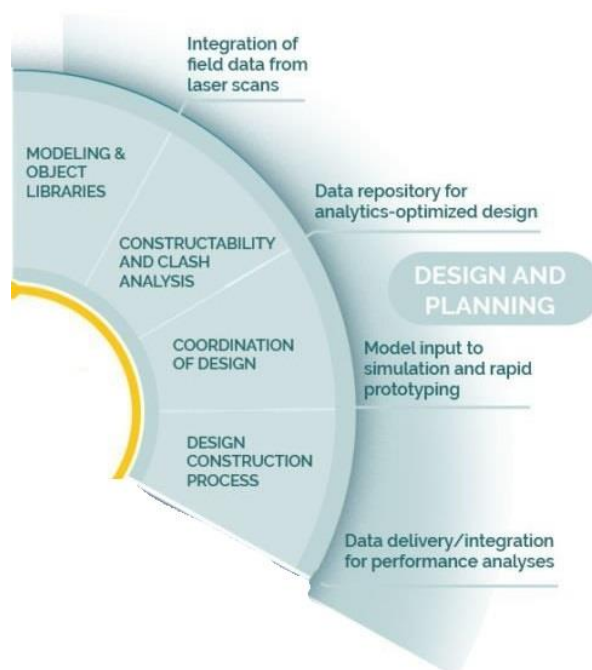 Integration of
field data from
laser scans
MODELING &
OBJECT
LIBRARIES
Data repository for
analytics-optimized design
CONSTRUCTABILITY
AND CLASH
ANALYSIS
DESIGN AND
PLANNING
COORDINATION
OF DESIGN
Model input to
simulation and rapid
prototyping
DESIGN
CONSTRUCTION
PROCESS
Data delivery/integration
for performance analyses